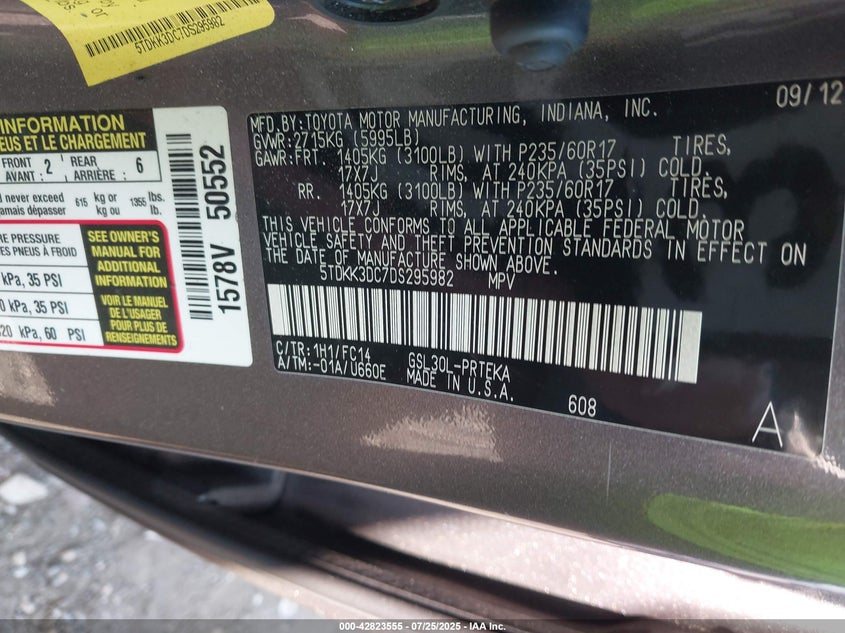 5TDKK3DC7DS295982
INFORMATION
EUS ET LE CHARGEMENT
FRONT AVANT : 2 REAR ARRIÈRE : 6
never exceed 615 kg or 1355 lbs.
jamais dépasser kg ou lb.
PRESSURE
PNEUS À FROID
kPa, 35 PSI
kPa, 35 PSI
420 kPa, 60 PSI
SEE OWNER'S
MANUAL FOR
ADDITIONAL
INFORMATION
VOIR LE MANUEL
DE L'USAGER
POUR PLUS DE
RENSEIGNEMENTS
1578V 50552
MFD.BY:TOYOTA MOTOR MANUFACTURING, INDIANA, INC. 09/12
GVWR:2715KG (5995LB)
GAWR:FRT. 1405KG (3100LB) WITH P235/60R17 TIRES,
17X7J RIMS, AT 240KPA (35PSI) COLD.
RR. 1405KG (3100LB) WITH P235/60R17 TIRES,
17X7J RIMS, AT 240KPA (35PSI) COLD.
THIS VEHICLE CONFORMS TO ALL APPLICABLE FEDERAL MOTOR
VEHICLE SAFETY AND THEFT PREVENTION STANDARDS IN EFFECT ON
THE DATE OF MANUFACTURE SHOWN ABOVE.
5TDKK3DC7DS295982 MPV
C/TR:1H1/FC14 GSL30L-PRTEKA
A/TM:-01A/U660E MADE IN U.S.A.
608
A
000-42823555 - 07/25/2025 - IAA Inc.